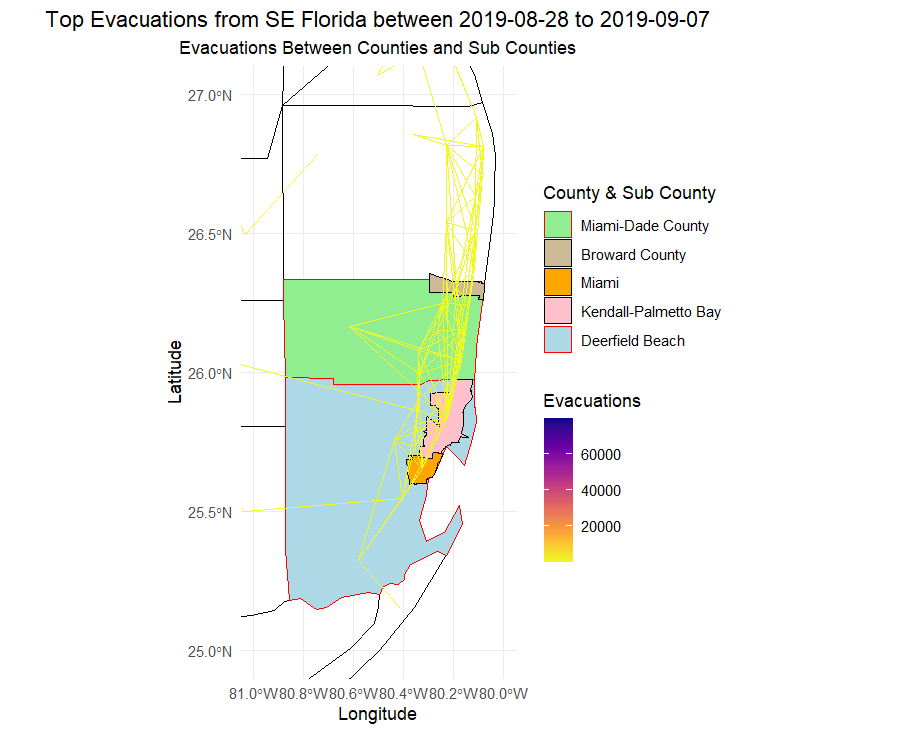 Top Evacuations from SE Florida between 2019-08-28 to 2019-09-07
Evacuations Between Counties and Sub Counties
27.0°N
26.5°N
26.0°N
25.5°N
25.0°N
Latitude
81.0°W80.8°W80.6°W80.4°W80.2°W80.0°W
Longitude
County & Sub County
Miami-Dade County
Broward County
Miami
Kendall-Palmetto Bay
Deerfield Beach
Evacuations
60000
40000
20000